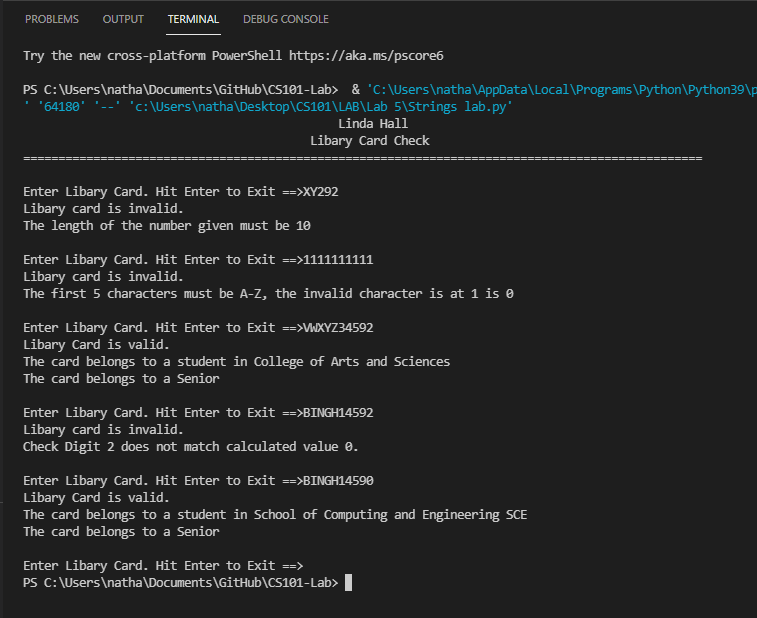 PROBLEMS OUTPUT TERMINAL DEBUG CONSOLE
Try the new cross-platform PowerShell https://aka.ms/pscore6
PS C:\Users\natha\Documents\GitHub\CS101-Lab>  & 'C:\Users\natha\AppData\Local\Programs\Python\Python39\p
' '64180' '--' 'c:\Users\natha\Desktop\CS101\LAB\Lab 5\Strings lab.py'
Linda Hall
Libary Card Check
=================================================================================================
Enter Libary Card. Hit Enter to Exit ==>XY292
Libary card is invalid.
The length of the number given must be 10
Enter Libary Card. Hit Enter to Exit ==>1111111111
Libary card is invalid.
The first 5 characters must be A-Z, the invalid character is at 1 is 0
Enter Libary Card. Hit Enter to Exit ==>VWXYZ34592
Libary Card is valid.
The card belongs to a student in College of Arts and Sciences
The card belongs to a Senior
Enter Libary Card. Hit Enter to Exit ==>BINGH14592
Libary card is invalid.
Check Digit 2 does not match calculated value 0.
Enter Libary Card. Hit Enter to Exit ==>BINGH14590
Libary Card is valid.
The card belongs to a student in School of Computing and Engineering SCE
The card belongs to a Senior
Enter Libary Card. Hit Enter to Exit ==>
PS C:\Users\natha\Documents\GitHub\CS101-Lab>